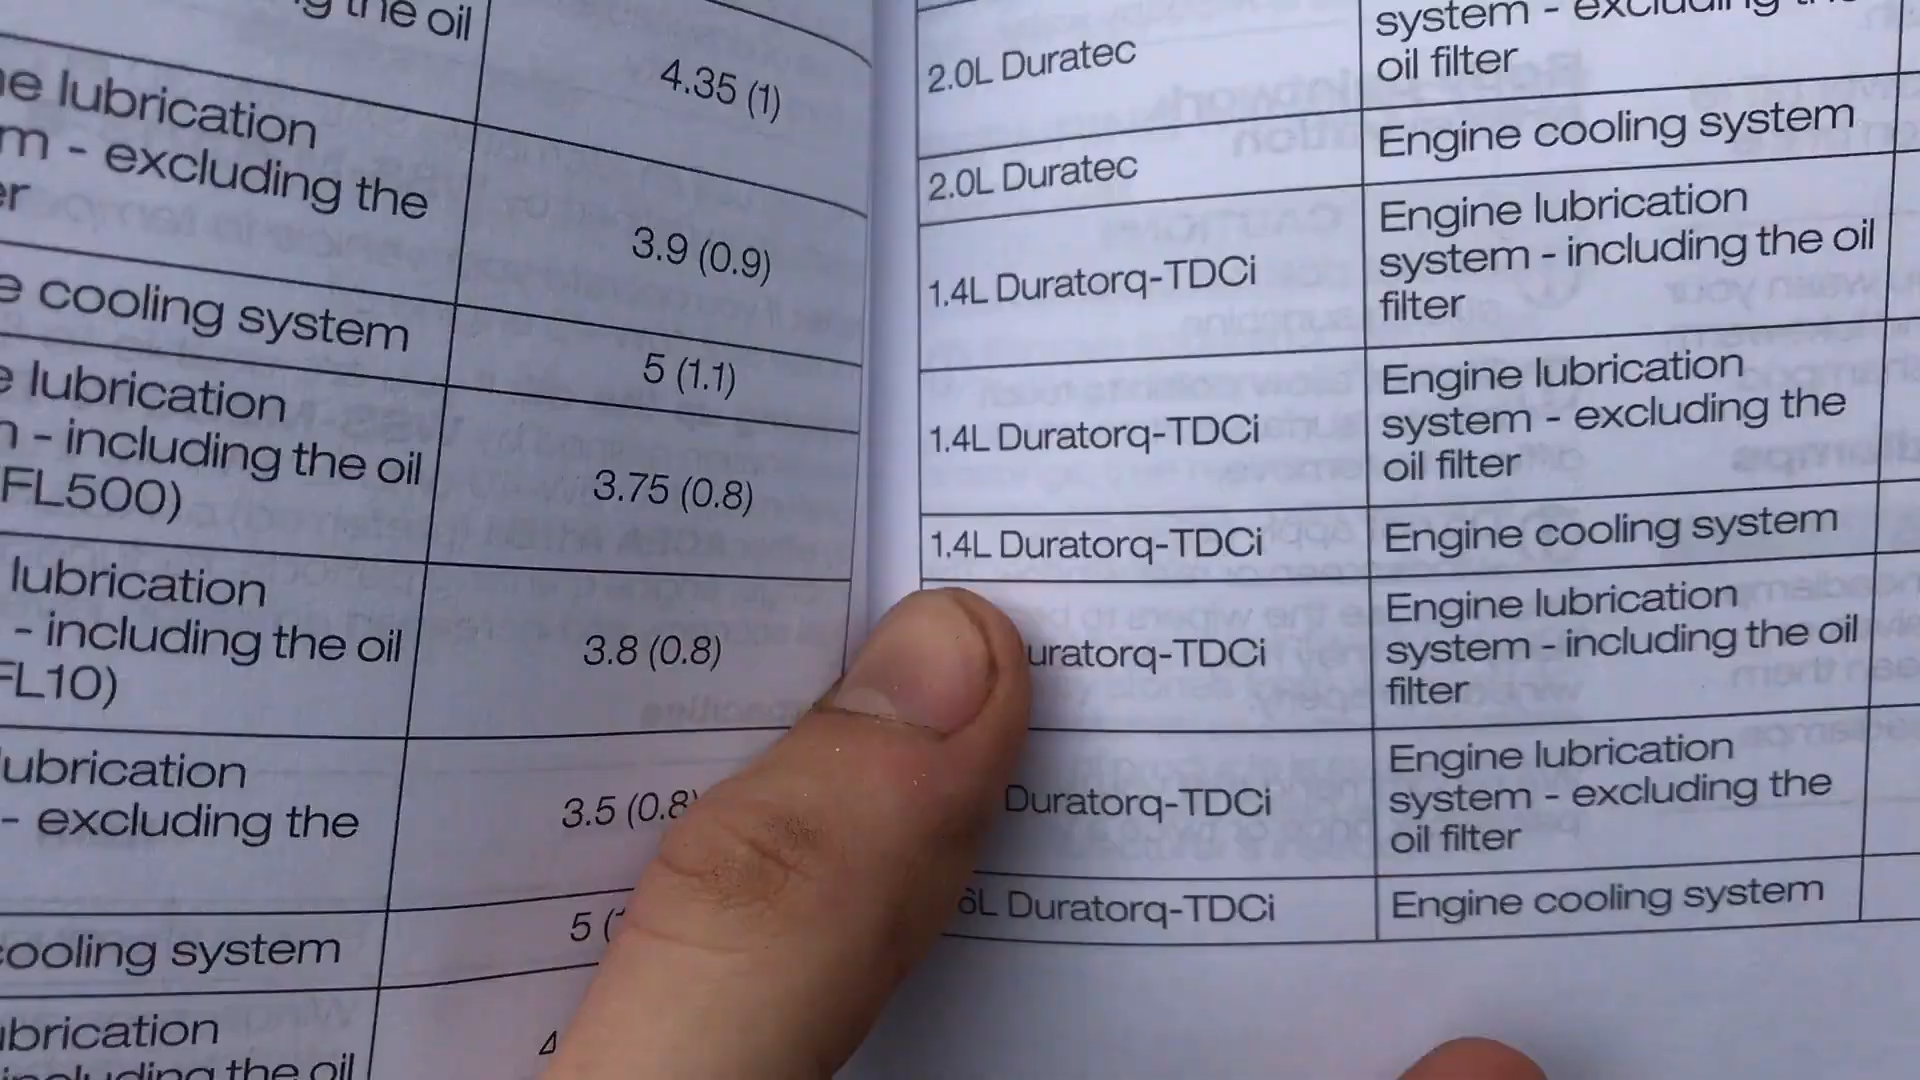 the oil
4.35 (1)
lubrication
- excluding the
3.9 (0.9)
cooling system
5 (1.1)
lubrication
- including the oil
FL500)
3.75 (0.8)
lubrication
- including the oil
FL10)
3.8 (0.8)
- excluding the
3.5 (0.8)
cooling system
5
the oil
2.0L Duratec
system - excluding
oil filter
2.0L Duratec
Engine cooling system
1.4L Duratorq-TDCi
Engine lubrication
system - including the oil
filter
1.4L Duratorq-TDCi
Engine lubrication
system - excluding the
oil filter
1.4L Duratorq-TDCi
Engine cooling system
uratorq-TDCi
Engine lubrication
system - including the oil
filter
Duratorq-TDCi
Engine lubrication
system - excluding the
oil filter
6L Duratorq-TDCi
Engine cooling system